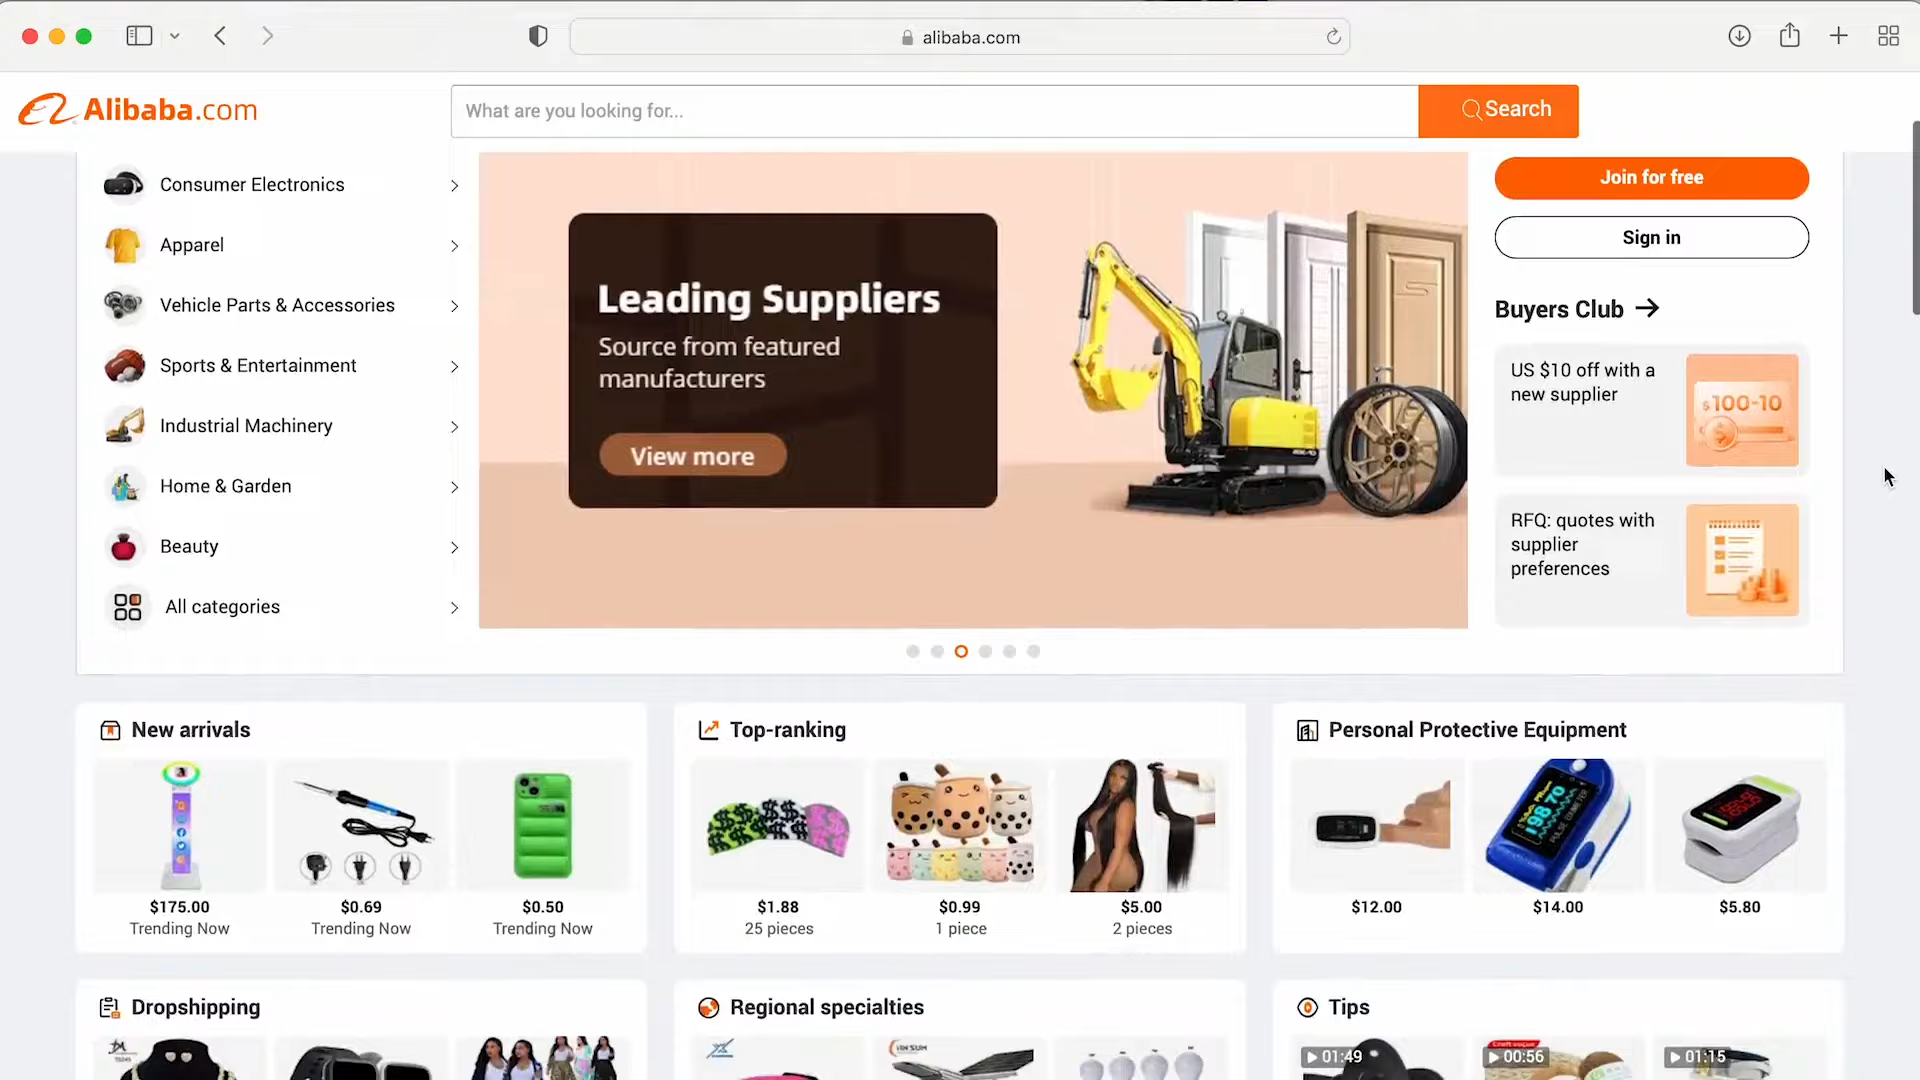 alibaba.com
Alibaba.com
What are you looking for...
Search
Consumer Electronics
Apparel
Vehicle Parts & Accessories
Sports & Entertainment
Industrial Machinery
Home & Garden
Beauty
All categories
Leading Suppliers
Source from featured
manufacturers
View more
Join for free
Sign in
Buyers Club
US $10 off with a
new supplier
$100-10
RFQ: quotes with
supplier
preferences
New arrivals
$175.00
Trending Now
$0.69
Trending Now
$0.50
Trending Now
Top-ranking
$1.88
25 pieces
$0.99
1 piece
$5.00
2 pieces
Personal Protective Equipment
$12.00
$14.00
$5.80
Dropshipping
Regional specialties
Tips
01:49
00:56
01:15